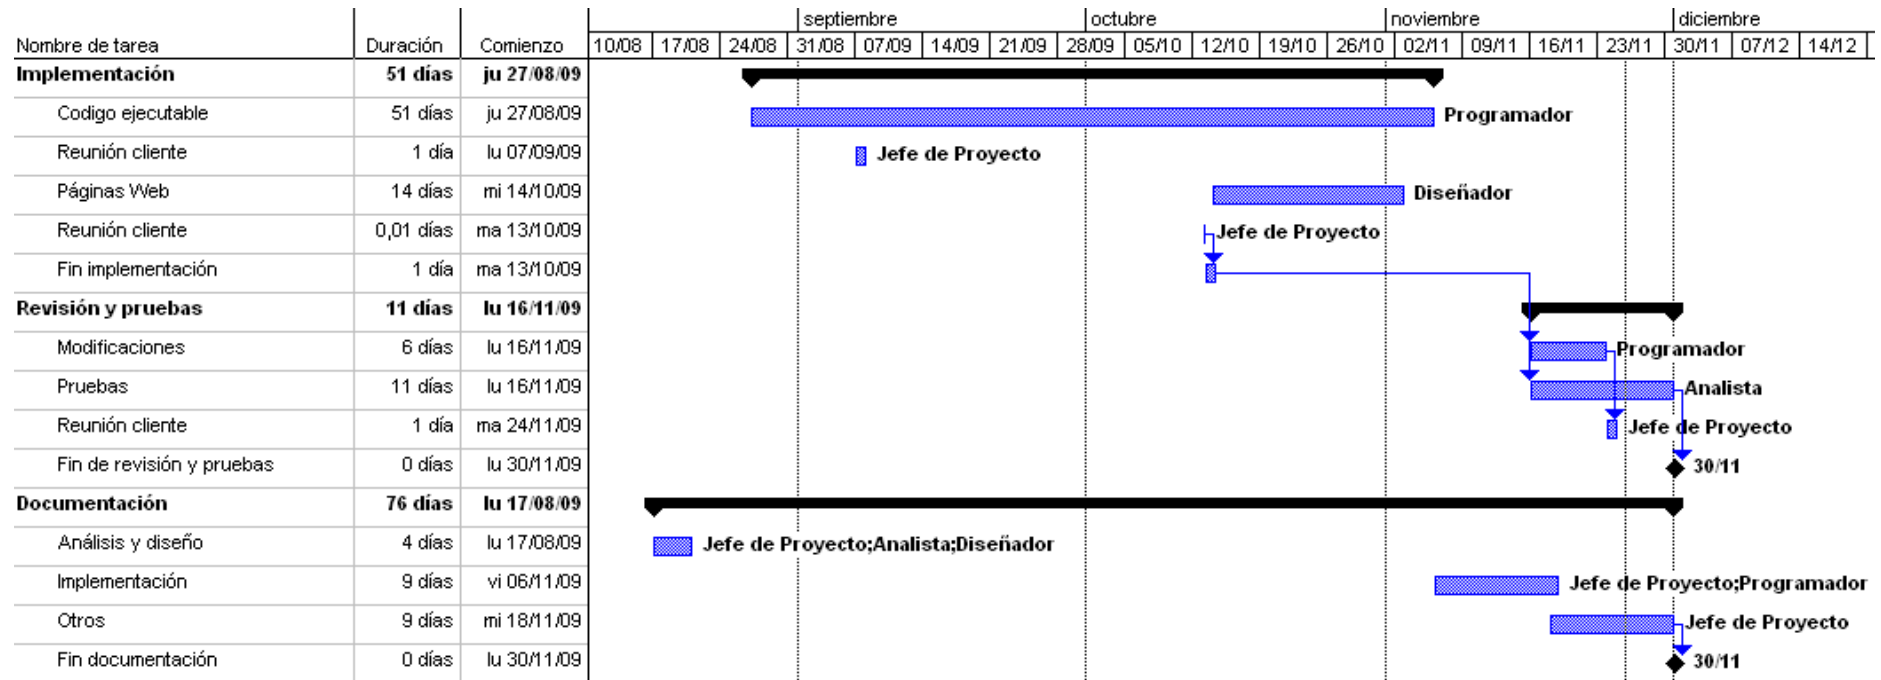 septiembre octubre noviembre diciembre
Nombre de tarea Duración Comienzo 10/08 17/08 24/08 31/08 07/09 14/09 21/09 28/09 05/10 12/10 19/10 26/10 02/11 09/11 16/11 23/11 30/11 07/12 14/12
Implementación 51 días ju 27/08/09
Codigo ejecutable 51 días ju 27/08/09 Programador
Reunión cliente 1 día lu 07/09/09 Jefe de Proyecto
Páginas Web 14 días mi 14/10/09 Diseñador
Reunión cliente 0,01 días ma 13/10/09 Jefe de Proyecto
Fin implementación 1 día ma 13/10/09
Revisión y pruebas 11 días lu 16/11/09
Modificaciones 6 días lu 16/11/09 Programador
Pruebas 11 días lu 16/11/09 Analista
Reunión cliente 1 día ma 24/11/09 Jefe de Proyecto
Fin de revisión y pruebas 0 días lu 30/11/09 30/11
Documentación 76 días lu 17/08/09
Análisis y diseño 4 días lu 17/08/09 Jefe de Proyecto;Analista;Diseñador
Implementación 9 días vi 06/11/09 Jefe de Proyecto;Programador
Otros 9 días mi 18/11/09 Jefe de Proyecto
Fin documentación 0 días lu 30/11/09 30/11